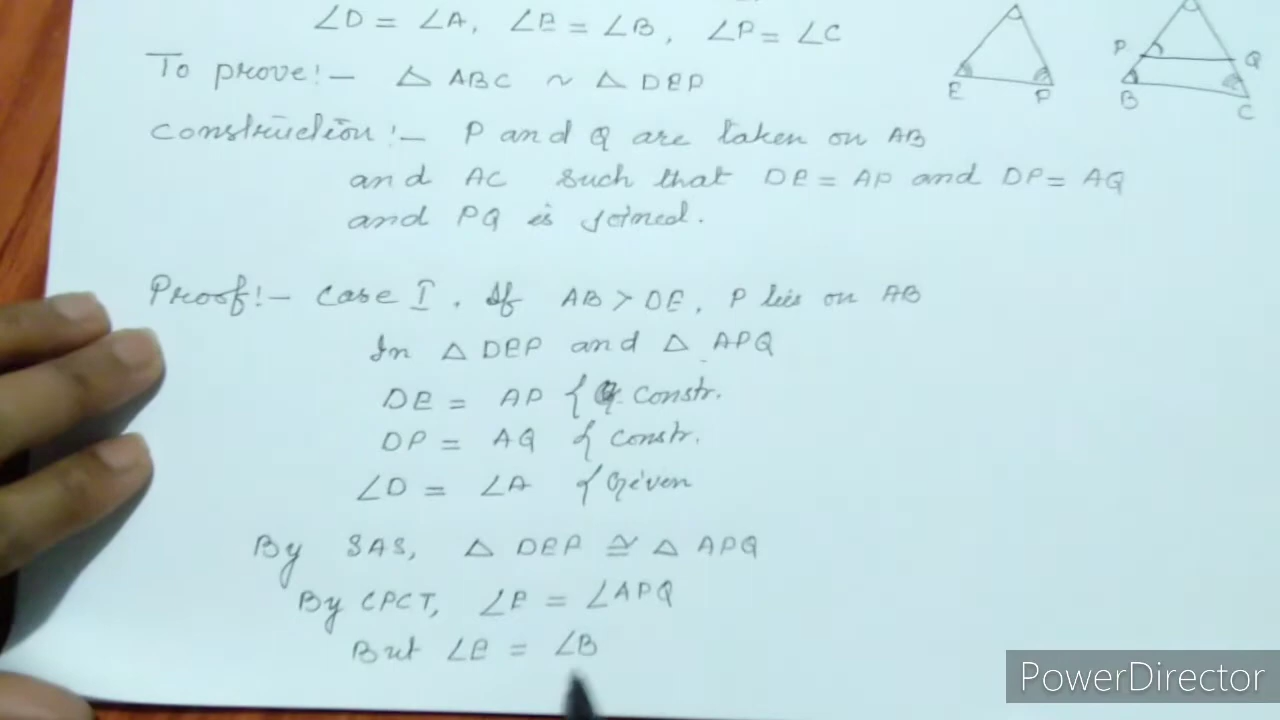 ∠D = ∠A, ∠E = ∠B, ∠F = ∠C
To prove:- △ ABC ~ △ DEF
Construction:- P and Q are taken on AB
and AC such that DE = AP and DF = AQ
and PQ is joined.
Proof:- Case I. If AB > DE, P lies on AB
In △ DEF and △ APQ
DE = AP { Constr.
DF = AQ { Constr.
∠D = ∠A { Given
By SAS, △ DEF ≅ △ APQ
By CPCT, ∠E = ∠APQ
But ∠E = ∠B
E F
P Q
B C
PowerDirector